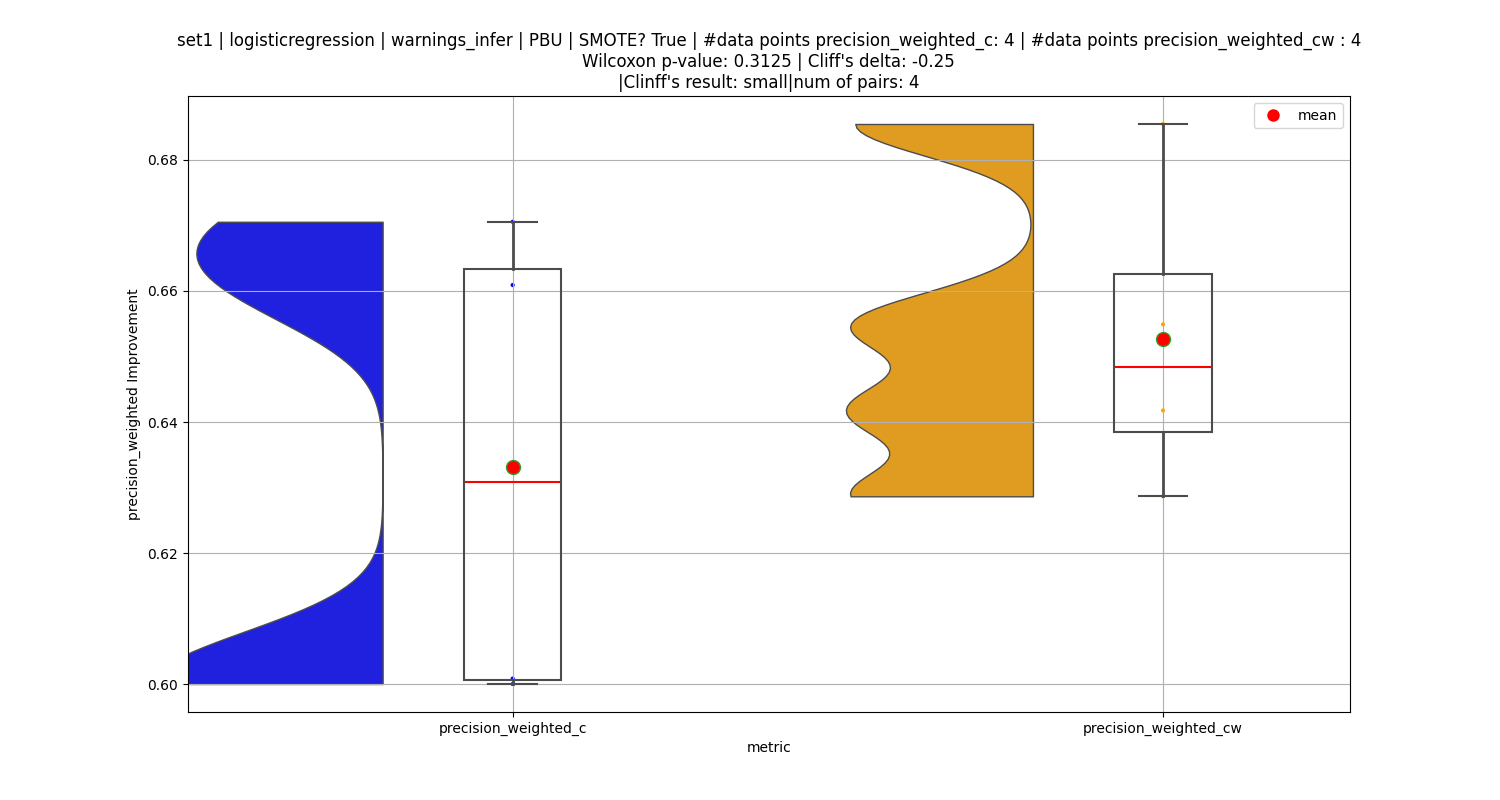 set1 | logisticregression | warnings_infer | PBU | SMOTE? True | #data points precision_weighted_c: 4 | #data points precision_weighted_cw : 4
Wilcoxon p-value: 0.3125 | Cliff's delta: -0.25
|Clinff's result: small|num of pairs: 4
mean
0.68
0.66
0.64
0.62
0.60
precision_weighted Improvement
precision_weighted_c
precision_weighted_cw
metric